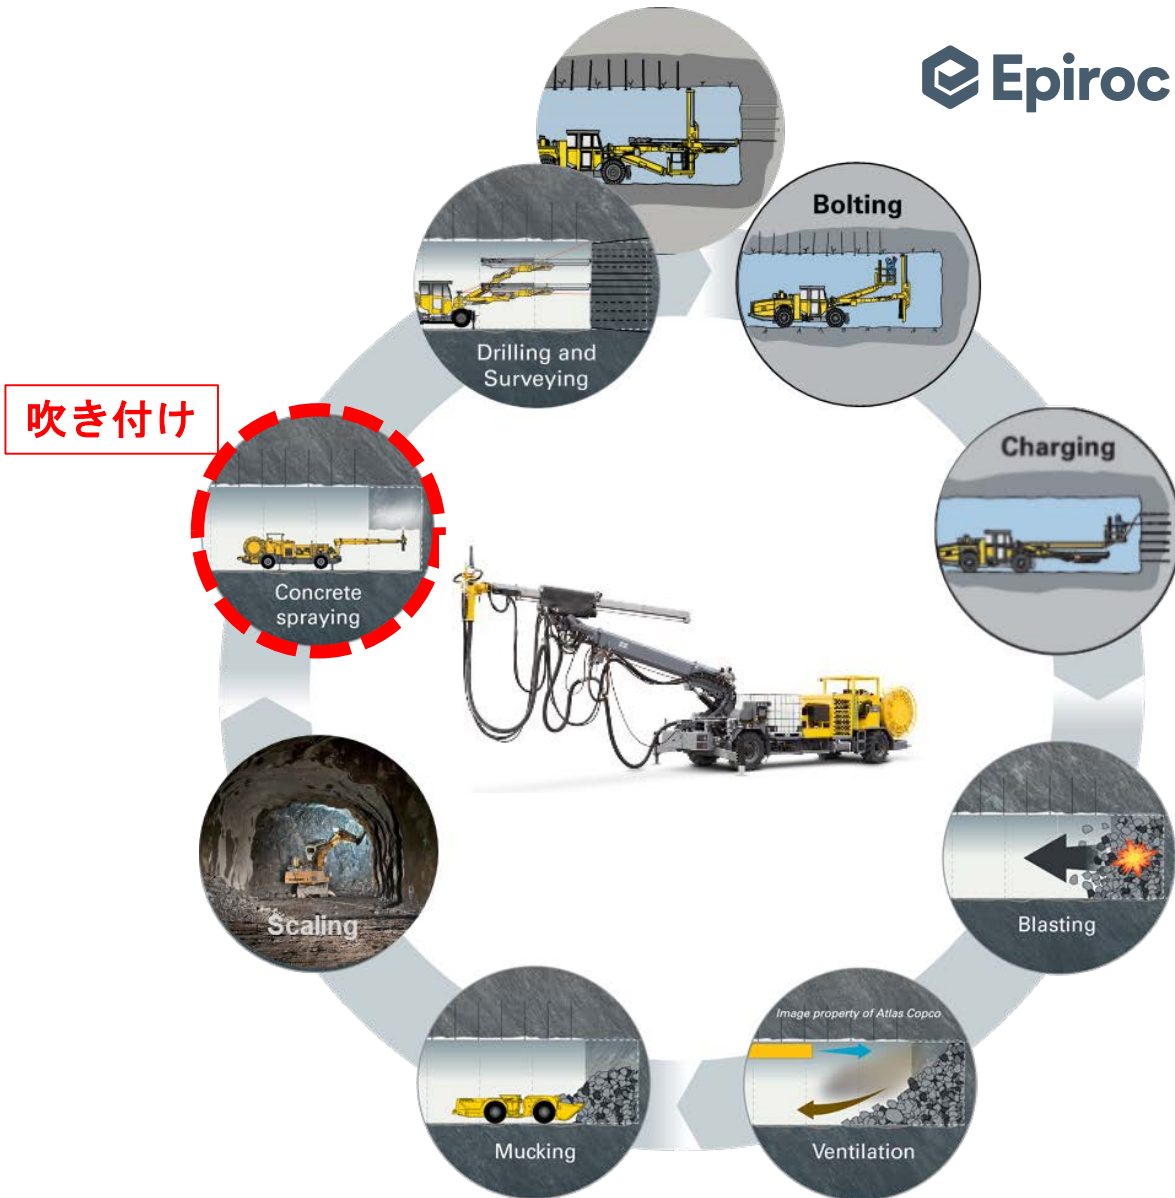 Epiroc
Bolting
Drilling and
Surveying
吹き付け
Charging
Concrete
spraying
Scaling
Blasting
Image property of Atlas Copco
Mucking
Ventilation